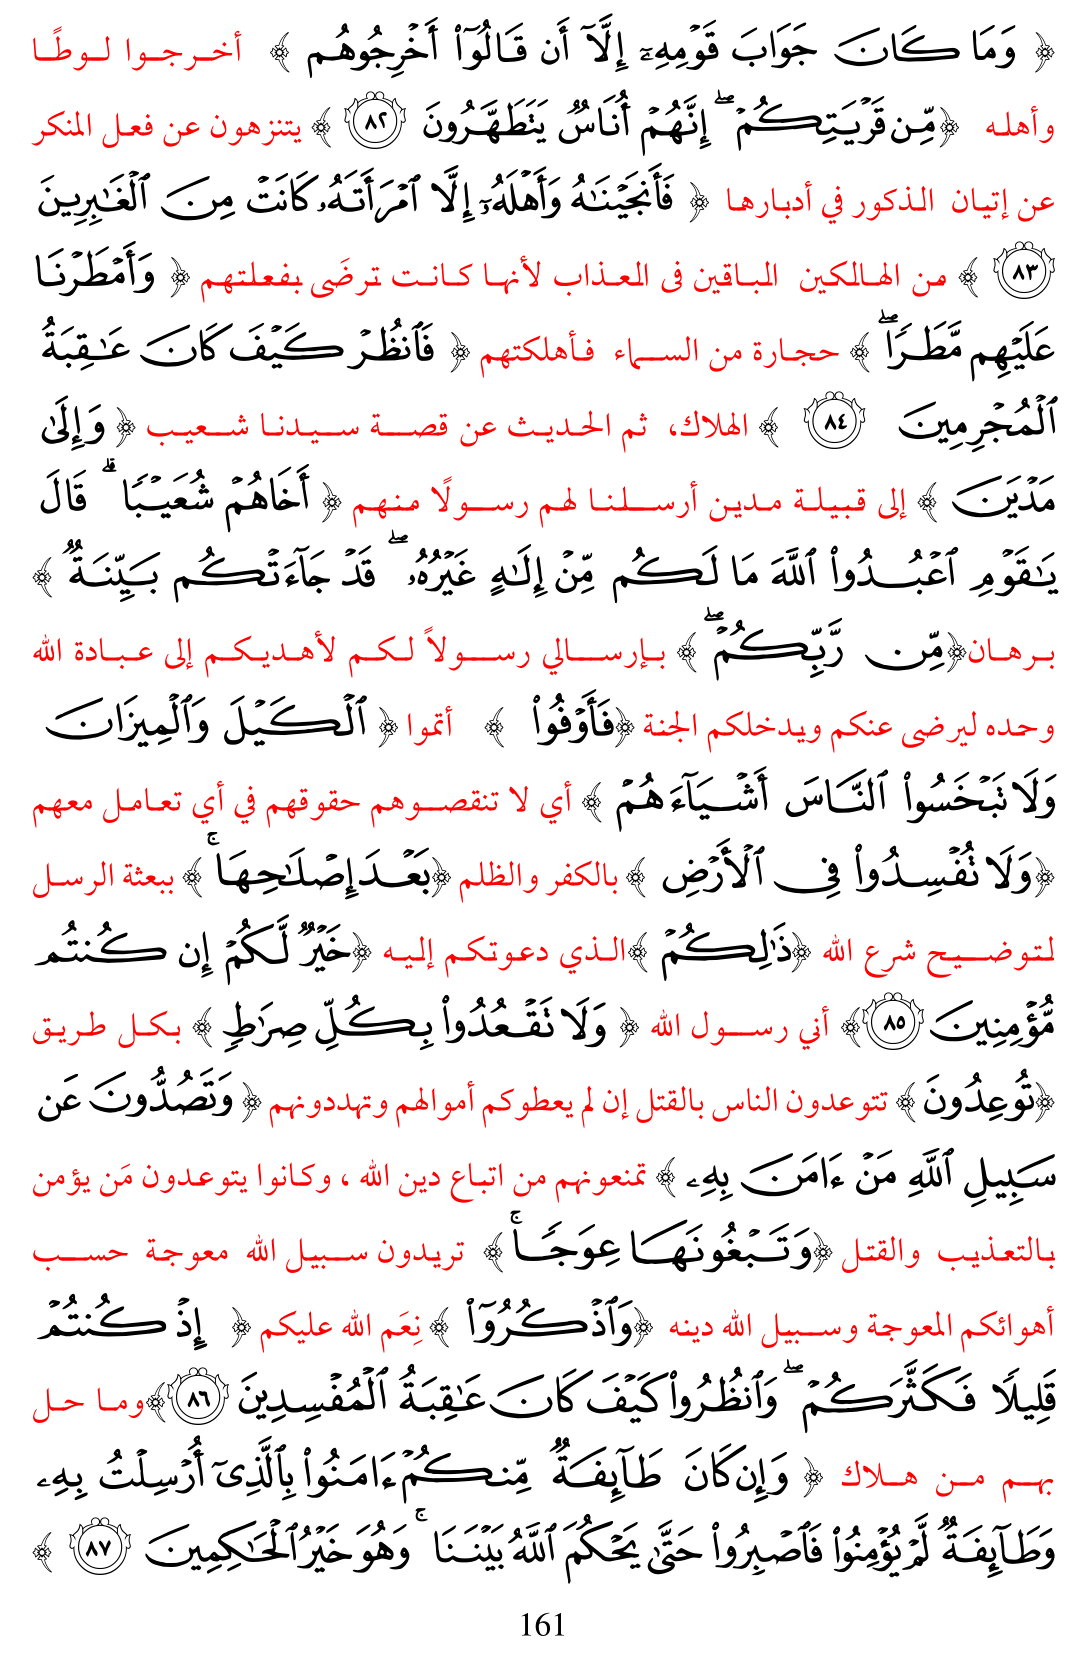 ﴿ وَمَا كَانَ جَوَابَ قَوْمِهِۦٓ إِلَّآ أَن قَالُوٓا۟ أَخْرِجُوهُم ﴾ أخرجوا لوطًا
وأهله ﴿ مِّن قَرْيَتِكُمْ ۖ إِنَّهُمْ أُنَاسٌ يَتَطَهَّرُونَ ٨٢ ﴾ يتنزهون عن فعل المنكر
عن إتيان الذكور في أدبارها ﴿ فَأَنجَيْنَـٰهُ وَأَهْلَهُۥٓ إِلَّا ٱمْرَأَتَهُۥ كَانَتْ مِنَ ٱلْغَـٰبِرِينَ
٨٣ ﴾ من الهالكين المباقين فى العذاب لأنها كانت ترضَى بفعلتهم ﴿ وَأَمْطَرْنَا
عَلَيْهِم مَّطَرًا ۖ ﴾ حجارة من السماء فأهلكتهم ﴿ فَٱنظُرْ كَيْفَ كَانَ عَـٰقِبَةُ
ٱلْمُجْرِمِينَ ٨٤ ﴾ الهلاك، ثم الحديث عن قصة سيدنا شعيب ﴿ وَإِلَىٰ
مَدْيَنَ ﴾ إلى قبيلة مدين أرسلنا لهم رسولًا منهم ﴿ أَخَاهُمْ شُعَيْبًا ۗ قَالَ
يَـٰقَوْمِ ٱعْبُدُوا۟ ٱللَّهَ مَا لَكُم مِّنْ إِلَـٰهٍ غَيْرُهُۥ ۖ قَدْ جَآءَتْكُم بَيِّنَةٌ ﴾
برهان ﴿مِّن رَّبِّكُمْ ۖ ﴾ بإرسالي رسولاً لكم لأهديكم إلى عبادة الله
وحده ليرضى عنكم ويدخلكم الجنة ﴿فَأَوْفُوا۟ ﴾ أتموا ﴿ ٱلْكَيْلَ وَٱلْمِيزَانَ
وَلَا تَبْخَسُوا۟ ٱلنَّاسَ أَشْيَآءَهُمْ ﴾ أي لا تنقصوهم حقوقهم في أي تعامل معهم
﴿وَلَا تُفْسِدُوا۟ فِى ٱلْأَرْضِ ﴾ بالكفر والظلم ﴿بَعْدَ إِصْلَـٰحِهَا ۚ ﴾ ببعثة الرسل
لتوضيح شرع الله ﴿ذَٰلِكُمْ ﴾الذي دعوتكم إليه ﴿خَيْرٌ لَّكُمْ إِن كُنتُم
مُّؤْمِنِينَ ٨٥﴾ أني رسول الله ﴿ وَلَا تَقْعُدُوا۟ بِكُلِّ صِرَٰطٍ ﴾ بكل طريق
﴿تُوعِدُونَ ﴾ تتوعدون الناس بالقتل إن لم يعطوكم أموالهم وتهددونهم ﴿ وَتَصُدُّونَ عَن
سَبِيلِ ٱللَّهِ مَنْ ءَامَنَ بِهِۦ ﴾ تمنعونهم من اتباع دين الله ، وكانوا يتوعدون مَن يؤمن
بالتعذيب والقتل ﴿وَتَبْغُونَهَا عِوَجًا ۚ ﴾ تريدون سبيل الله معوجة حسب
أهوائكم المعوجة وسبيل الله دينه ﴿وَٱذْكُرُوٓا۟ ﴾ نِعَم الله عليكم ﴿ إِذْ كُنتُمْ
قَلِيلًا فَكَثَّرَكُمْ ۖ وَٱنظُرُوا۟ كَيْفَ كَانَ عَـٰقِبَةُ ٱلْمُفْسِدِينَ ٨٦ ﴾وما حل
بهم من هلاك ﴿ وَإِن كَانَ طَآئِفَةٌ مِّنكُمْ ءَامَنُوا۟ بِٱلَّذِىٓ أُرْسِلْتُ بِهِۦ
وَطَآئِفَةٌ لَّمْ يُؤْمِنُوا۟ فَٱصْبِرُوا۟ حَتَّىٰ يَحْكُمَ ٱللَّهُ بَيْنَنَا ۚ وَهُوَ خَيْرُ ٱلْحَـٰكِمِينَ ٨٧ ﴾
161